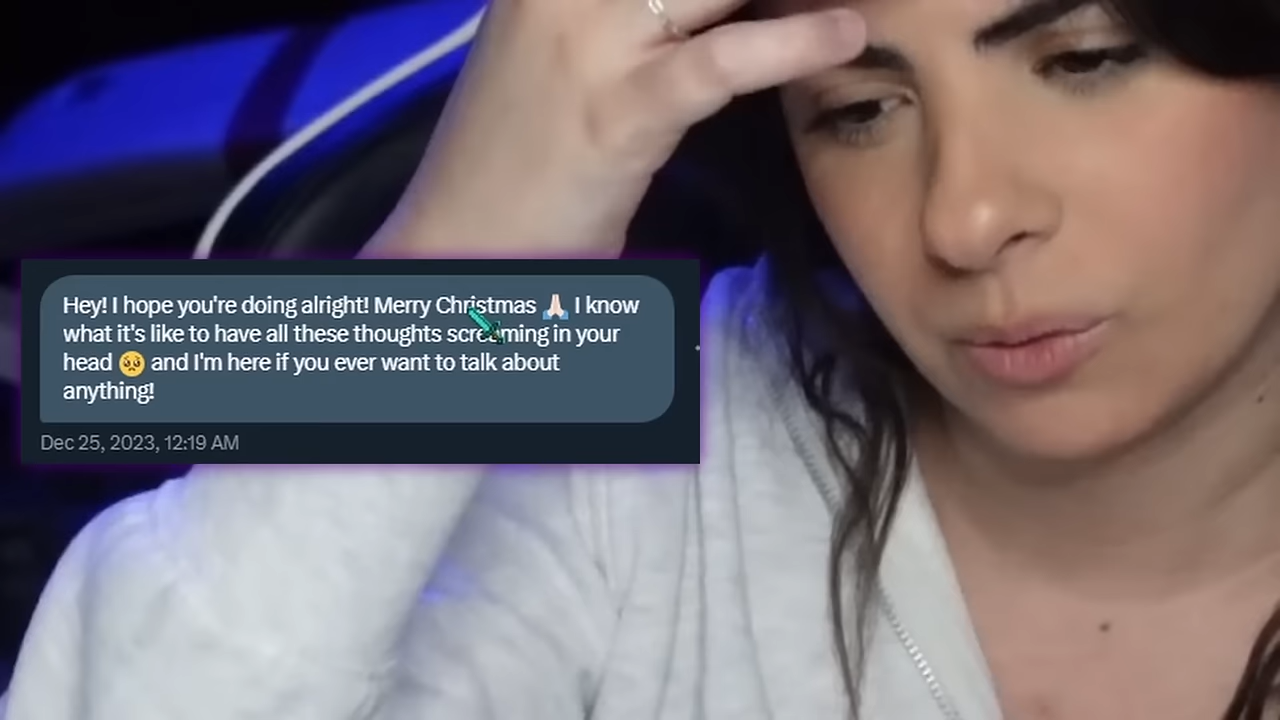 Hey! I hope you're doing alright! Merry Christmas 🙏🏻 I know
what it's like to have all these thoughts screaming in your
head 🥺 and I'm here if you ever want to talk about
anything!
Dec 25, 2023, 12:19 AM